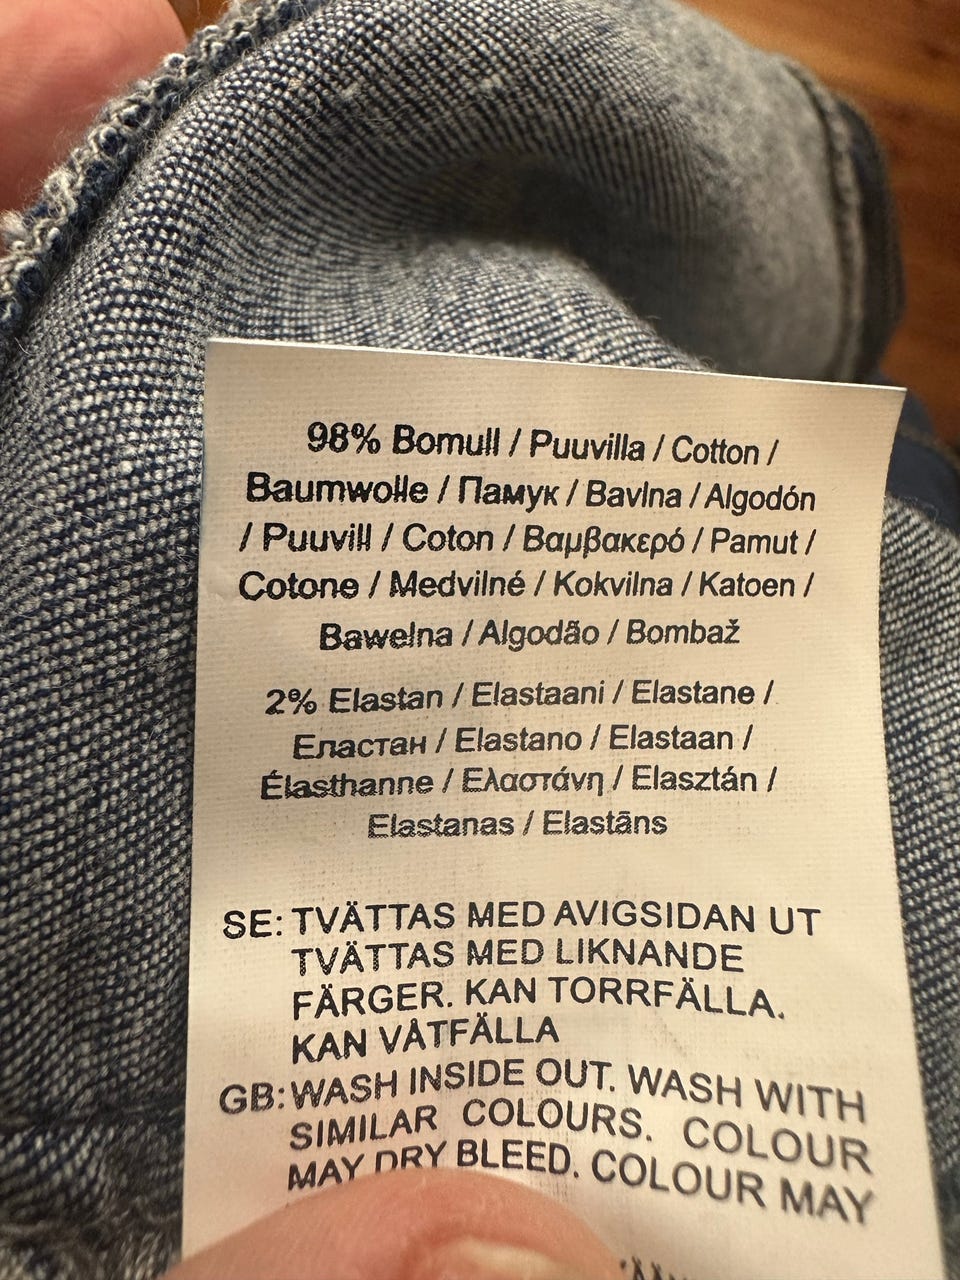 98% Bomull / Puuvilla / Cotton /
Baumwolle / Памук / Bavlna / Algodón
/ Puuvill / Coton / Βαμβακερό / Pamut /
Cotone / Medvilné / Kokvilna / Katoen /
Bawełna / Algodão / Bombaž
2% Elastan / Elastaani / Elastane /
Еластан / Elastano / Elastaan /
Élasthanne / Ελαστάνη / Elasztán /
Elastanas / Elastāns
SE: TVÄTTAS MED AVIGSIDAN UT
TVÄTTAS MED LIKNANDE
FÄRGER. KAN TORRFÄLLA.
KAN VÅTFÄLLA
GB: WASH INSIDE OUT. WASH WITH
SIMILAR COLOURS. COLOUR
MAY DRY BLEED. COLOUR MAY